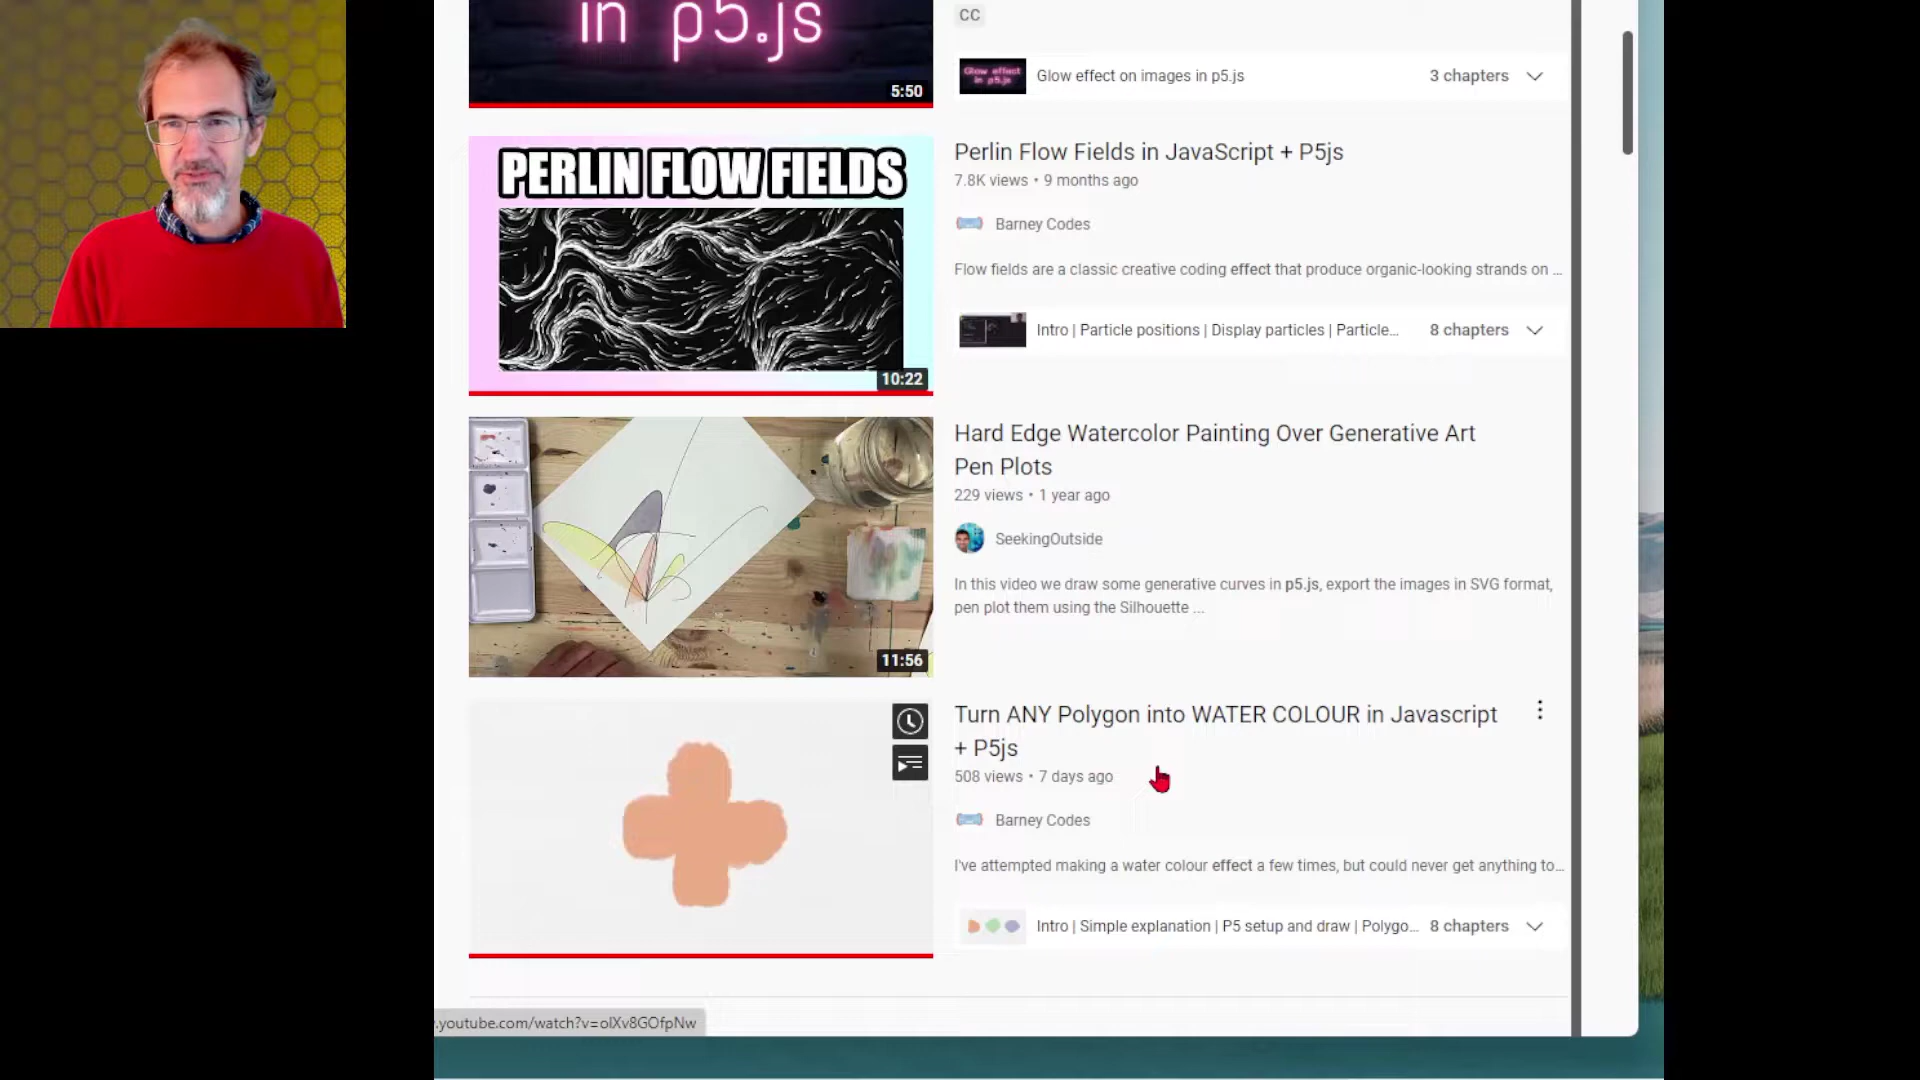 in p5.js
5:50
CC
Glow effect
in p5.js
Glow effect on images in p5.js
3 chapters
PERLIN FLOW FIELDS
10:22
Perlin Flow Fields in JavaScript + P5js
7.8K views • 9 months ago
Barney Codes
Flow fields are a classic creative coding effect that produce organic-looking strands on ...
Intro | Particle positions | Display particles | Particle...
8 chapters
11:56
Hard Edge Watercolor Painting Over Generative Art
Pen Plots
229 views • 1 year ago
SeekingOutside
In this video we draw some generative curves in p5.js, export the images in SVG format,
pen plot them using the Silhouette ...
Turn ANY Polygon into WATER COLOUR in Javascript
+ P5js
508 views • 7 days ago
Barney Codes
I've attempted making a water colour effect a few times, but could never get anything to...
Intro | Simple explanation | P5 setup and draw | Polygo...
8 chapters
.youtube.com/watch?v=olXv8GOfpNw